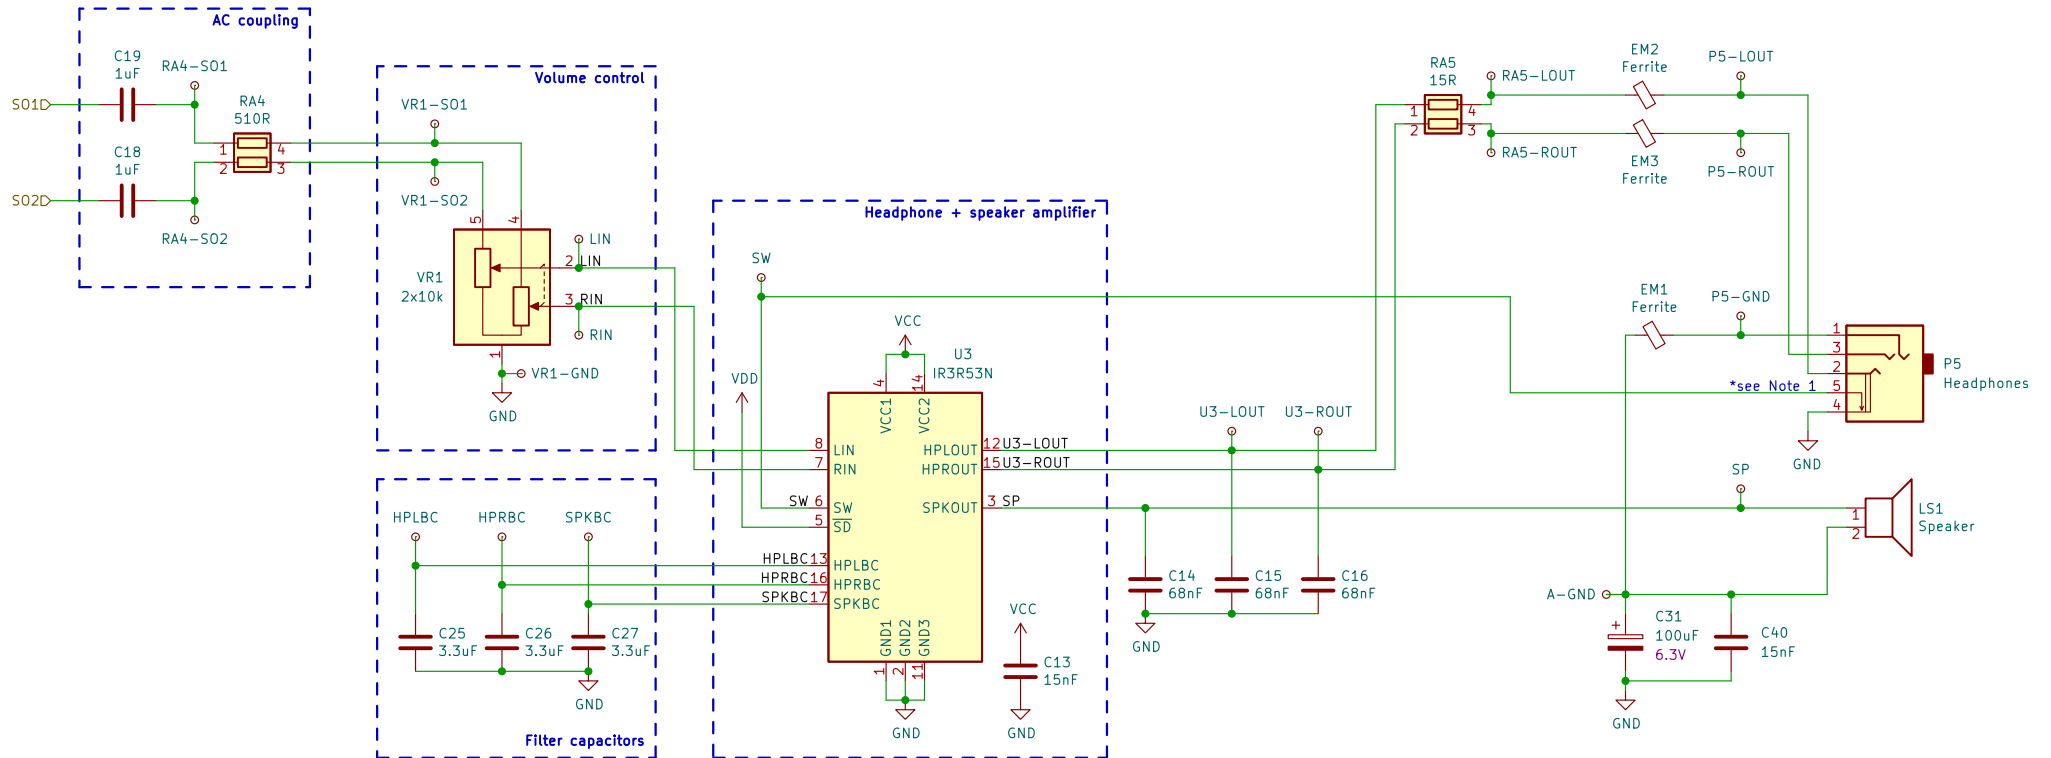 AC coupling
C19
1uF
RA4-SO1
SO1
RA4
510R
1
4
2
3
C18
1uF
SO2
RA4-SO2
Volume control
VR1-SO1
VR1-SO2
5
4
LIN
2
LIN
VR1
2x10k
3
RIN
RIN
1
VR1-GND
GND
HPLBC
HPRBC
SPKBC
C25
3.3uF
C26
3.3uF
C27
3.3uF
GND
Filter capacitors
Headphone + speaker amplifier
SW
VCC
U3
IR3R53N
VDD
4
14
VCC1
VCC2
8
LIN
7
RIN
SW
6
SW
5
SD
HPLBC
13
HPLBC
HPRBC
16
HPRBC
SPKBC
17
SPKBC
HPLOUT
12
U3-LOUT
HPROUT
15
U3-ROUT
SPKOUT
3
SP
GND1
GND2
GND3
1
2
11
GND
VCC
C13
15nF
GND
U3-LOUT
U3-ROUT
C14
68nF
C15
68nF
C16
68nF
GND
RA5
15R
1
4
2
3
RA5-LOUT
RA5-ROUT
EM2
Ferrite
EM3
Ferrite
P5-LOUT
P5-ROUT
EM1
Ferrite
P5-GND
*see Note 1
1
3
2
5
4
P5
Headphones
GND
SP
1
2
LS1
Speaker
A-GND
+
C31
100uF
6.3V
C40
15nF
GND